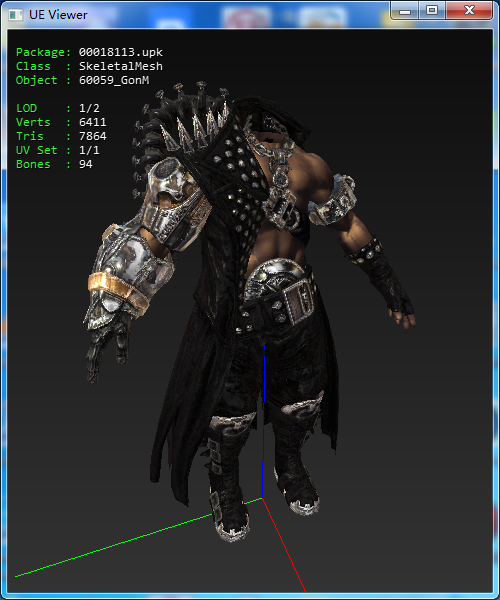 UE Viewer
Package: 00018113.upk
Class : SkeletalMesh
Object : 60059_GonM
LOD : 1/2
Verts : 6411
Tris : 7864
UV Set : 1/1
Bones : 94